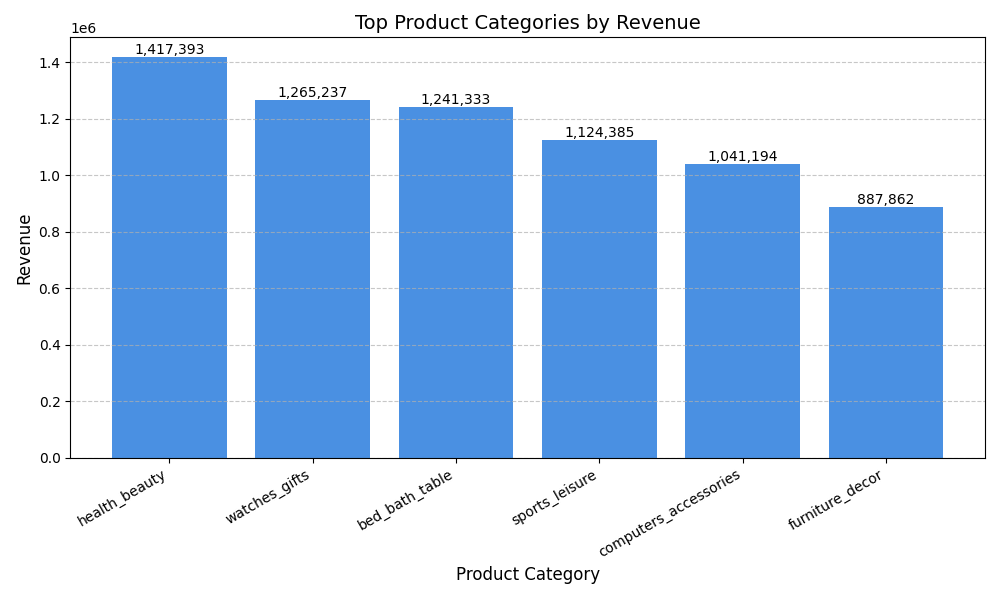 Top Product Categories by Revenue
1e6
1,417,393
1,265,237
1,241,333
1,124,385
1,041,194
887,862
1.4
1.2
1.0
0.8
0.6
0.4
0.2
0.0
Revenue
health_beauty
watches_gifts
bed_bath_table
sports_leisure
computers_accessories
furniture_decor
Product Category